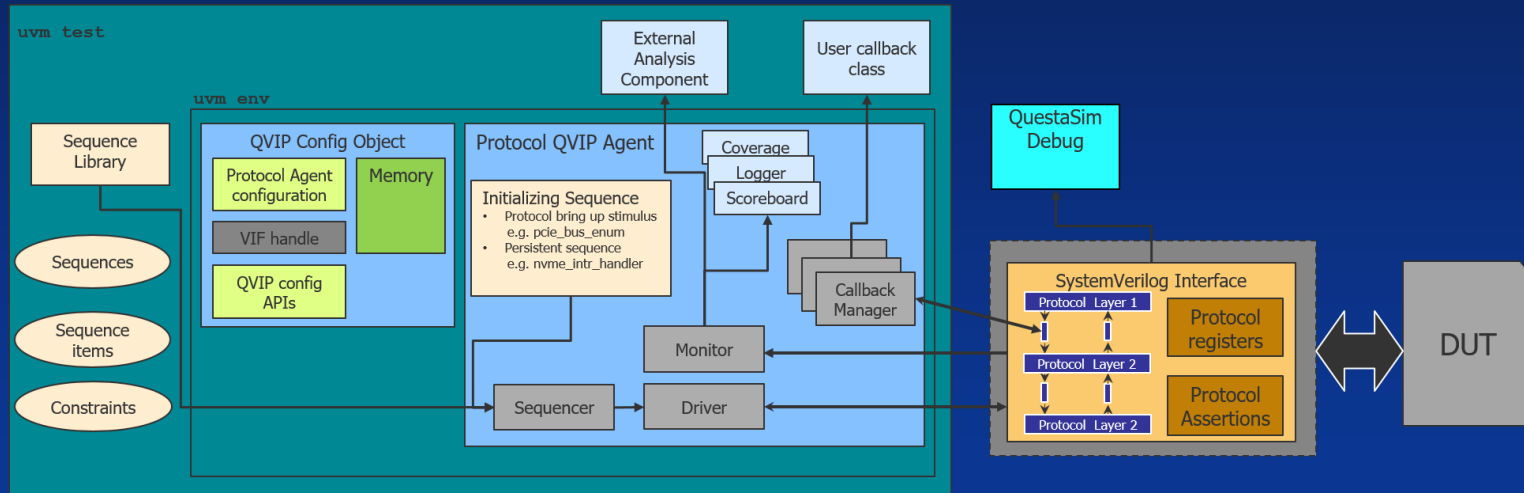 uvm test
uvm env
Sequence
Library
Sequences
Sequence
items
Constraints
QVIP Config Object
Protocol Agent
configuration
VIF handle
QVIP config
APIs
Memory
External
Analysis
Component
User callback
class
Protocol QVIP Agent
Initializing Sequence
• Protocol bring up stimulus
e.g. pcie_bus_enum
• Persistent sequence
e.g. nvme_intr_handler
Coverage
Logger
Scoreboard
Callback
Manager
Monitor
Sequencer
Driver
QuestaSim
Debug
SystemVerilog Interface
Protocol Layer 1
Protocol Layer 2
Protocol Layer 2
Protocol
registers
Protocol
Assertions
DUT